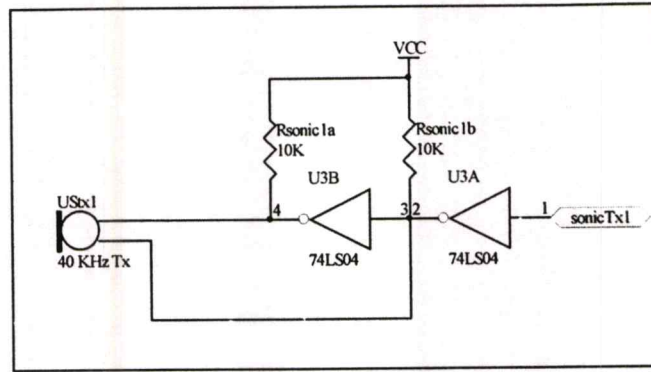 VCC
Rsonic1a
10K
Rsonic1b
10K
U3B
U3A
UStx1
4
3 2
1
sonicTx1
74LS04
74LS04
40 KHz Tx